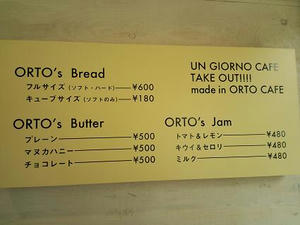 ORTO's Bread
フルサイズ (ソフト・ハード) ¥600
キューブサイズ (ソフトのみ) ¥180
UN GIORNO CAFE
TAKE OUT!!!!
made in ORTO CAFE
ORTO's Butter
プレーン ¥500
マヌカハニー ¥500
チョコレート ¥500
ORTO's Jam
トマト&レモン ¥480
キウイ&セロリ ¥480
ミルク ¥480